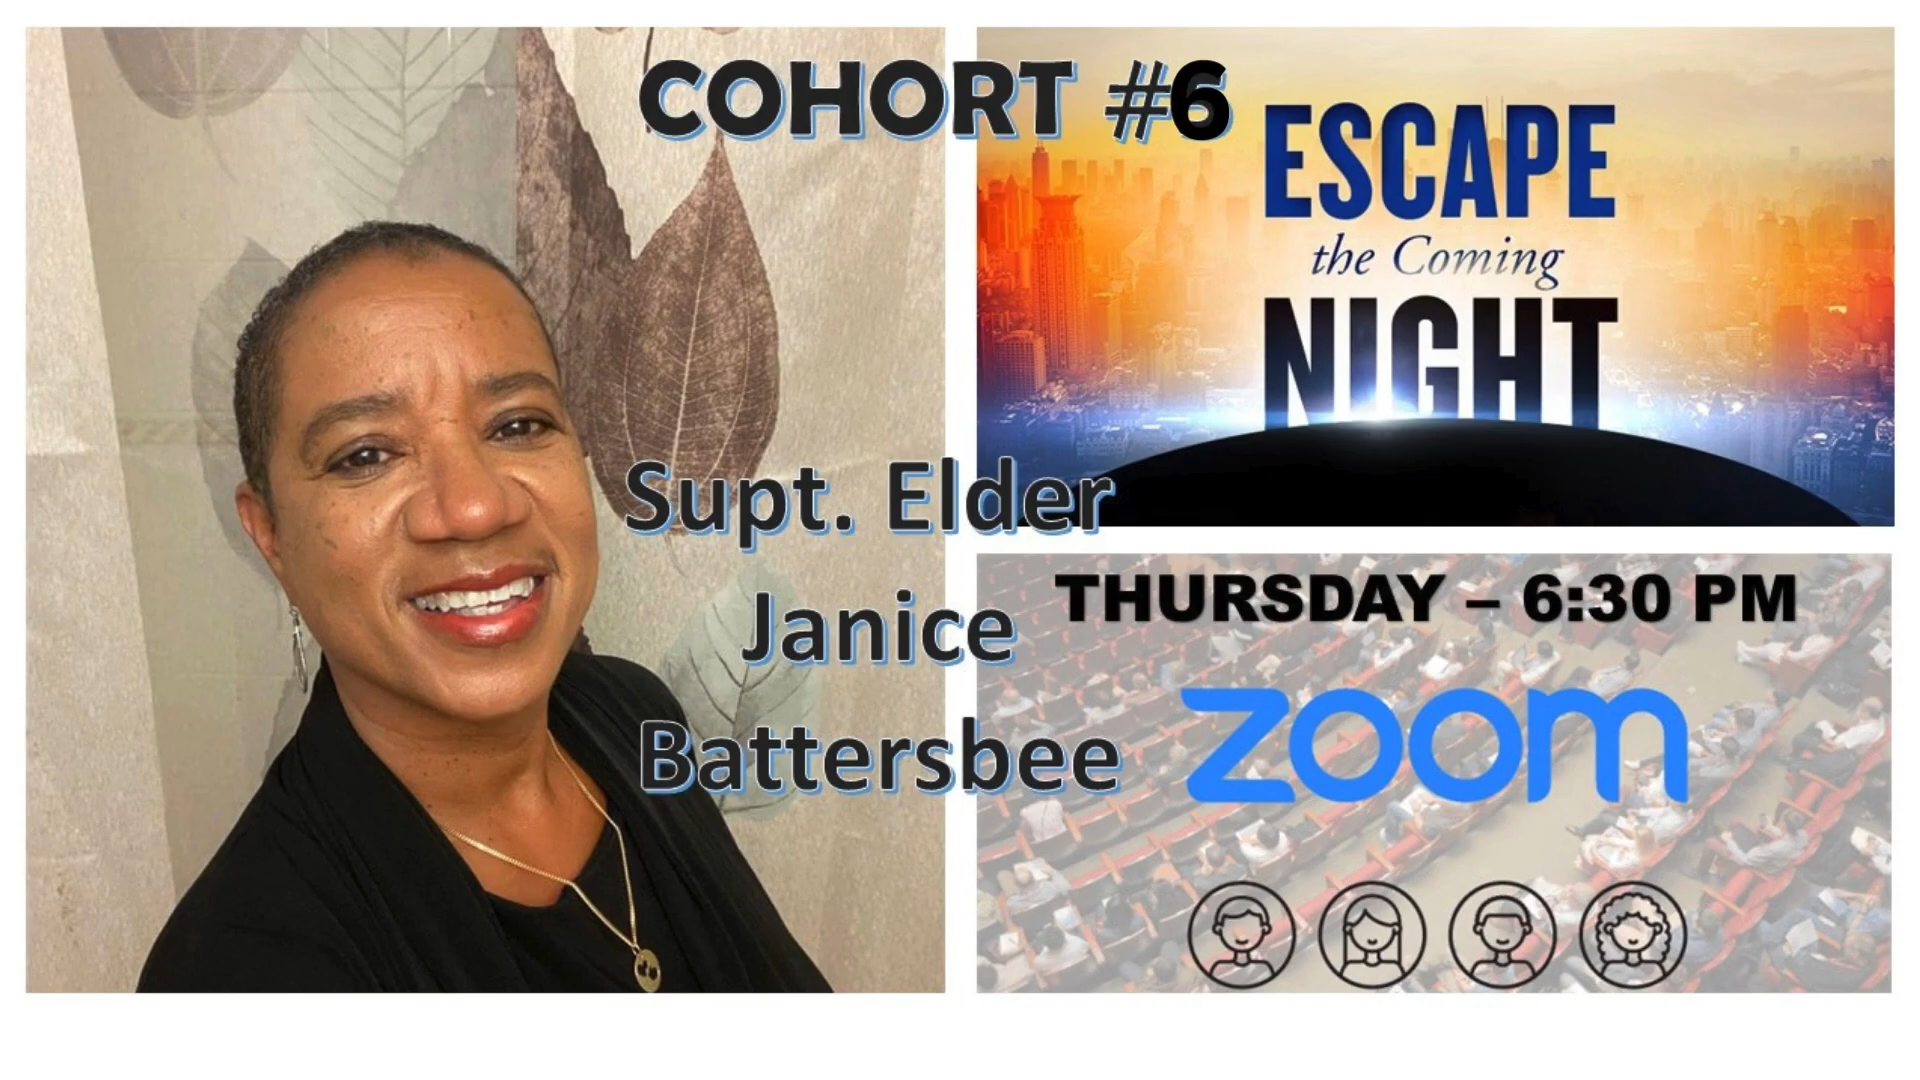 COHORT #6
Supt. Elder
Janice
Battersbee
ESCAPE
the Coming
NIGHT
THURSDAY – 6:30 PM
zoom